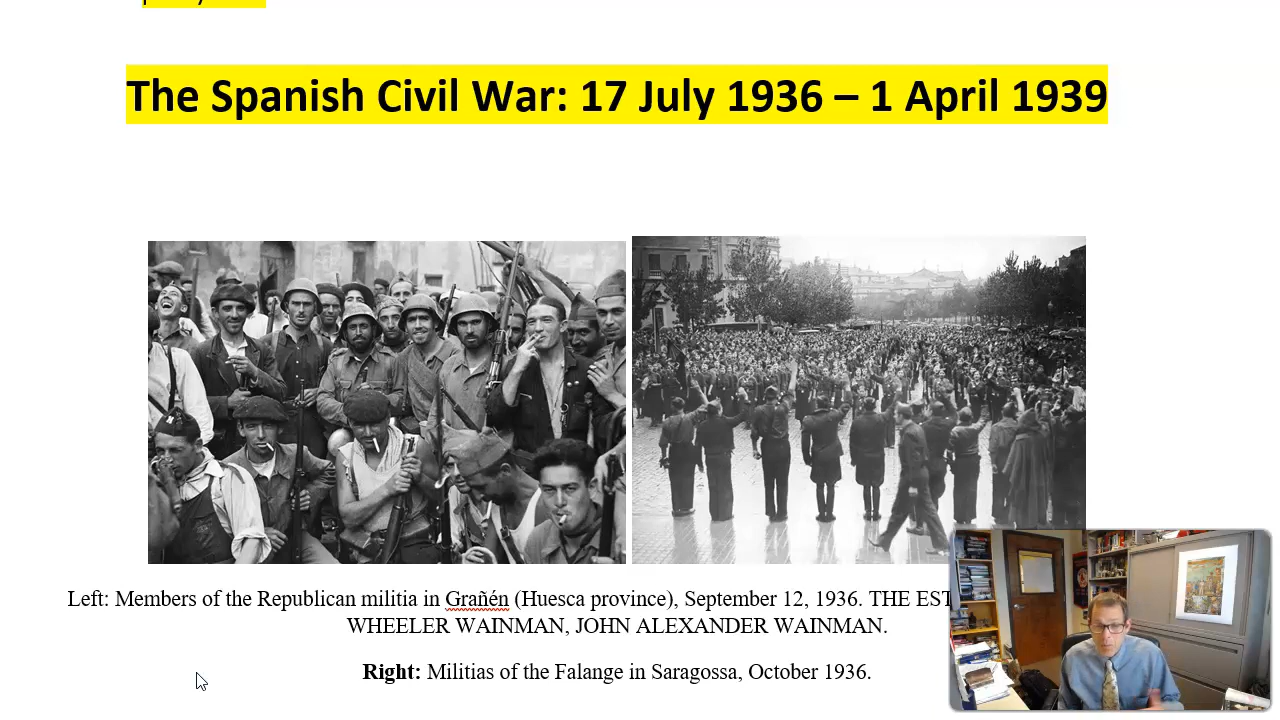 The Spanish Civil War: 17 July 1936 – 1 April 1939
Left: Members of the Republican militia in Grañén (Huesca province), September 12, 1936. THE EST
WHEELER WAINMAN, JOHN ALEXANDER WAINMAN.
Right: Militias of the Falange in Saragossa, October 1936.